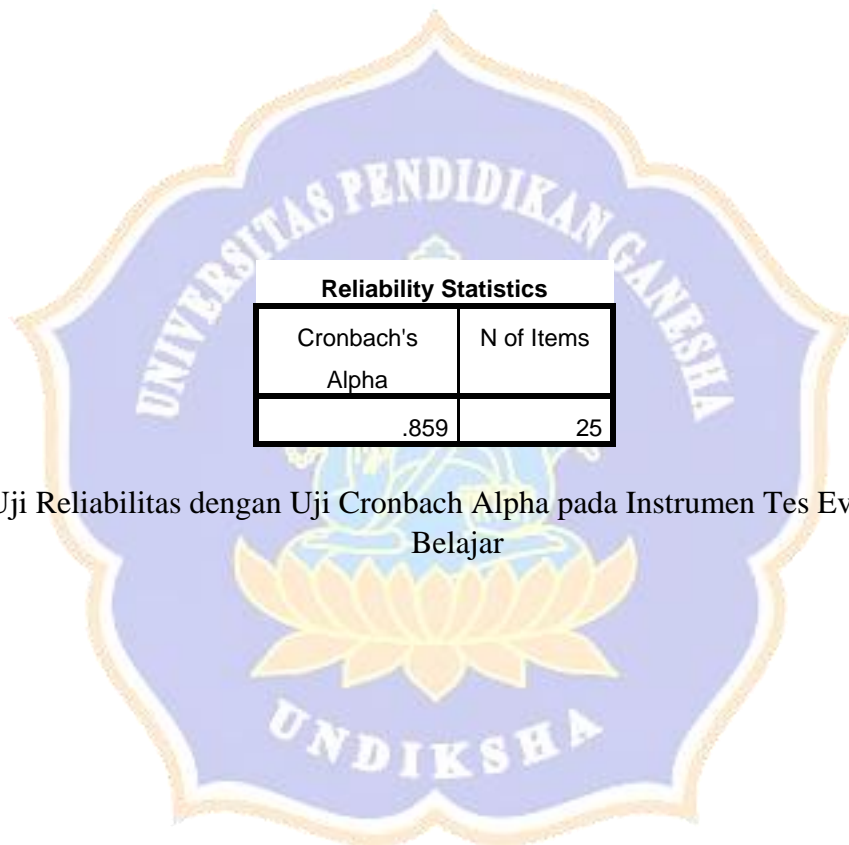 UNIVERSITAS PENDIDIKAN GANESHA
Reliability Statistics
Cronbach's N of Items
Alpha
.859 25
Uji Reliabilitas dengan Uji Cronbach Alpha pada Instrumen Tes
Belajar
UNDIKSHA